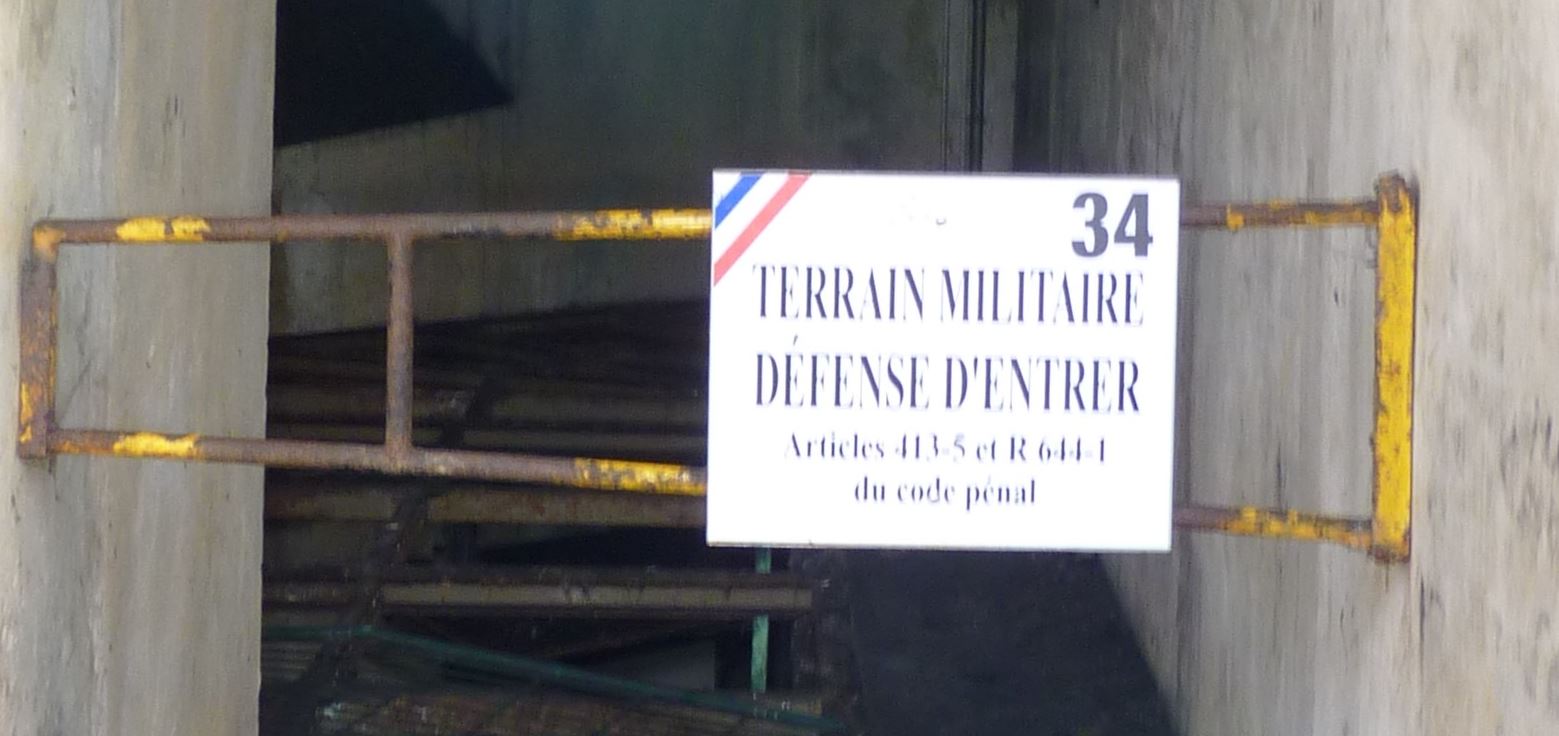 34
TERRAIN MILITAIRE
DÉFENSE D'ENTRER
Articles 413-5 et R 644-1
du code pénal